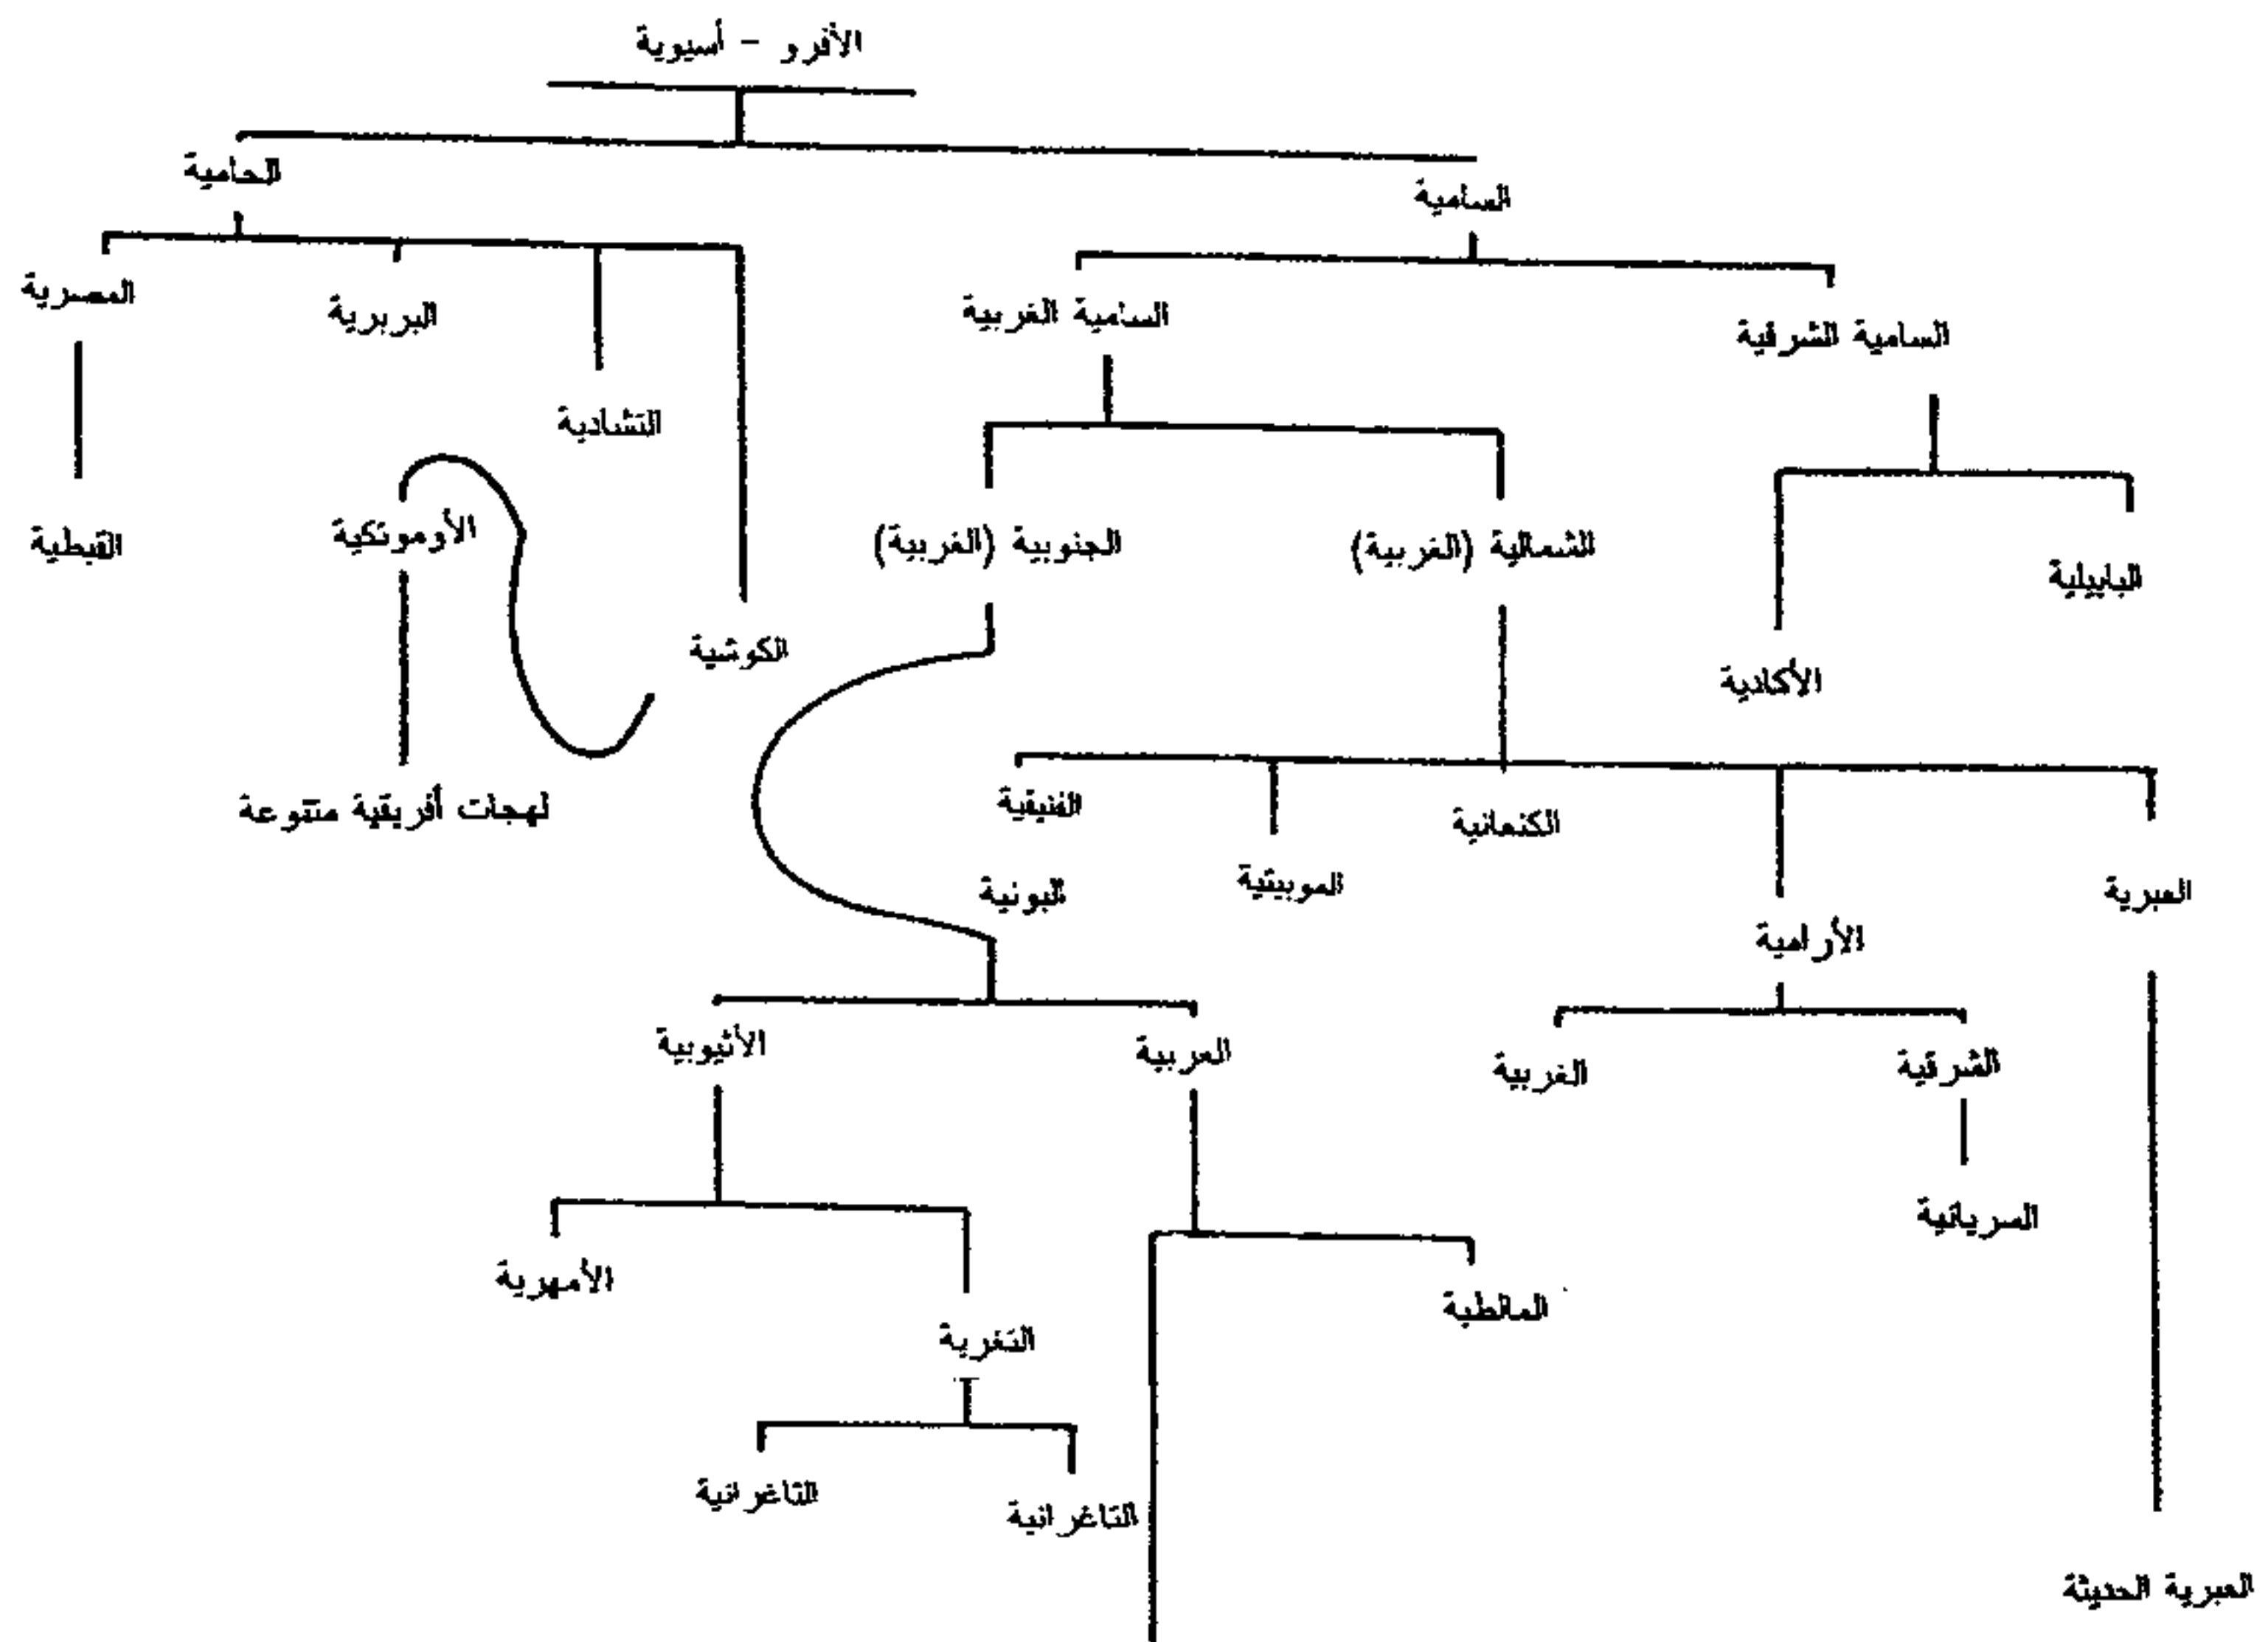 الأفرو - أسيوية
السامية
الحامية
السامية الشرقية
السامية الغربية
التشادية
البربرية
المصرية
البابيلية
الأكادية
الشمالية (الغربية)
الجنوبية (الغربية)
الكوشية
الأوموتكية
القبطية
لهجات أفريقية متنوعة
العبرية
الأرامية
الكنعانية
الموبيتية
الفنيقية
البونية
الشرقية
الغربية
العربية
الأثيوبية
السريانية
المالطية
التغرية
الأمهرية
التاغرانية
التاغرانية
العبرية الحديثة